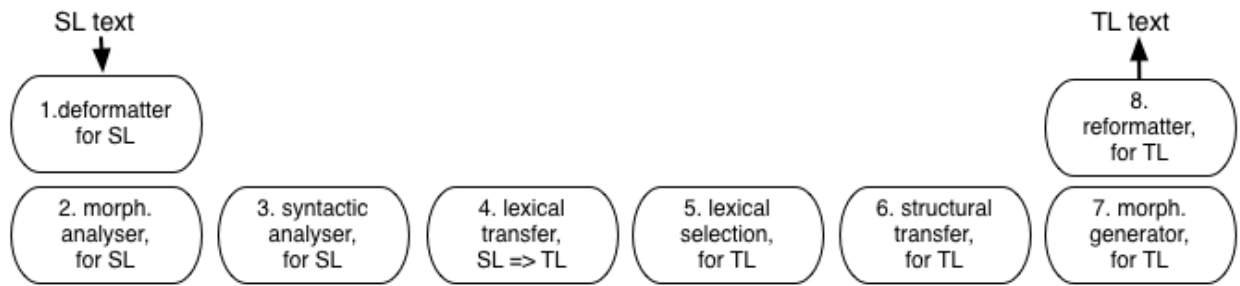 SL text
TL text
1.deformatter
for SL
8.
reformatter,
for TL
2. morph.
analyser,
for SL
3. syntactic
analyser,
for SL
4. lexical
transfer,
SL => TL
5. lexical
selection,
for TL
6. structural
transfer,
for TL
7. morph.
generator,
for TL